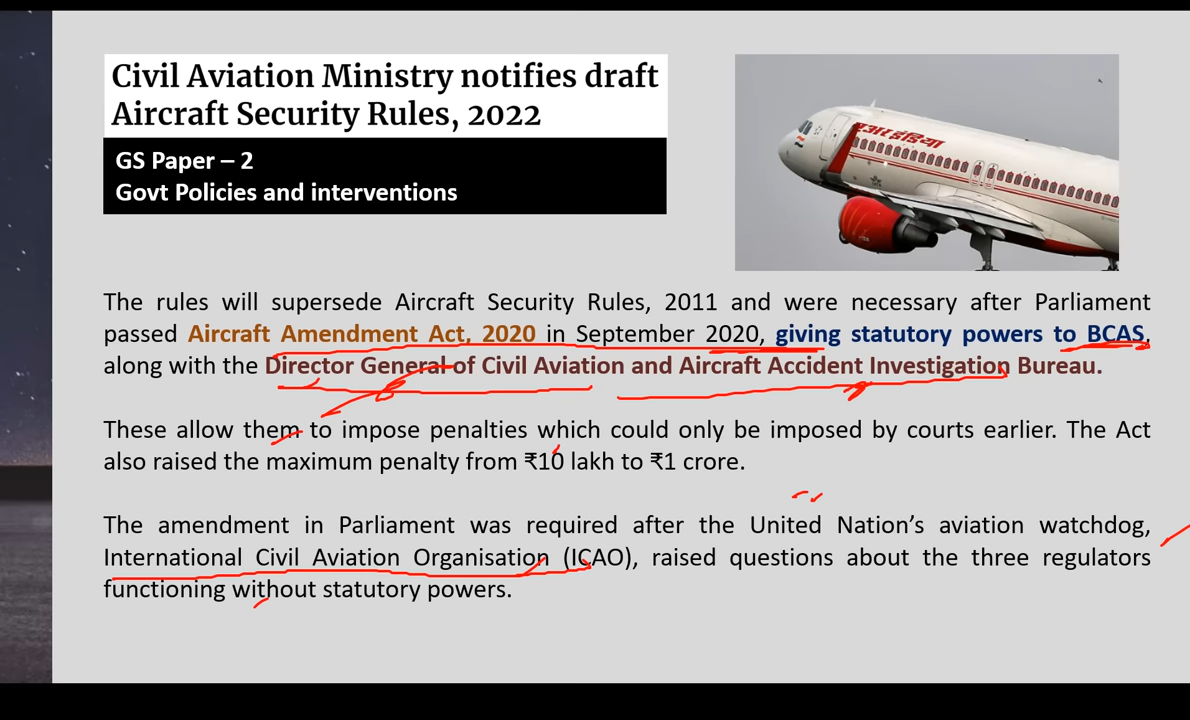 Civil Aviation Ministry notifies draft
Aircraft Security Rules, 2022
GS Paper – 2
Govt Policies and interventions
एअर इंडिया
The rules will supersede Aircraft Security Rules, 2011 and were necessary after Parliament
passed Aircraft Amendment Act, 2020 in September 2020, giving statutory powers to BCAS,
along with the Director General of Civil Aviation and Aircraft Accident Investigation Bureau.
These allow them to impose penalties which could only be imposed by courts earlier. The Act
also raised the maximum penalty from ₹10 lakh to ₹1 crore.
The amendment in Parliament was required after the United Nation’s aviation watchdog,
International Civil Aviation Organisation (ICAO), raised questions about the three regulators
functioning without statutory powers.